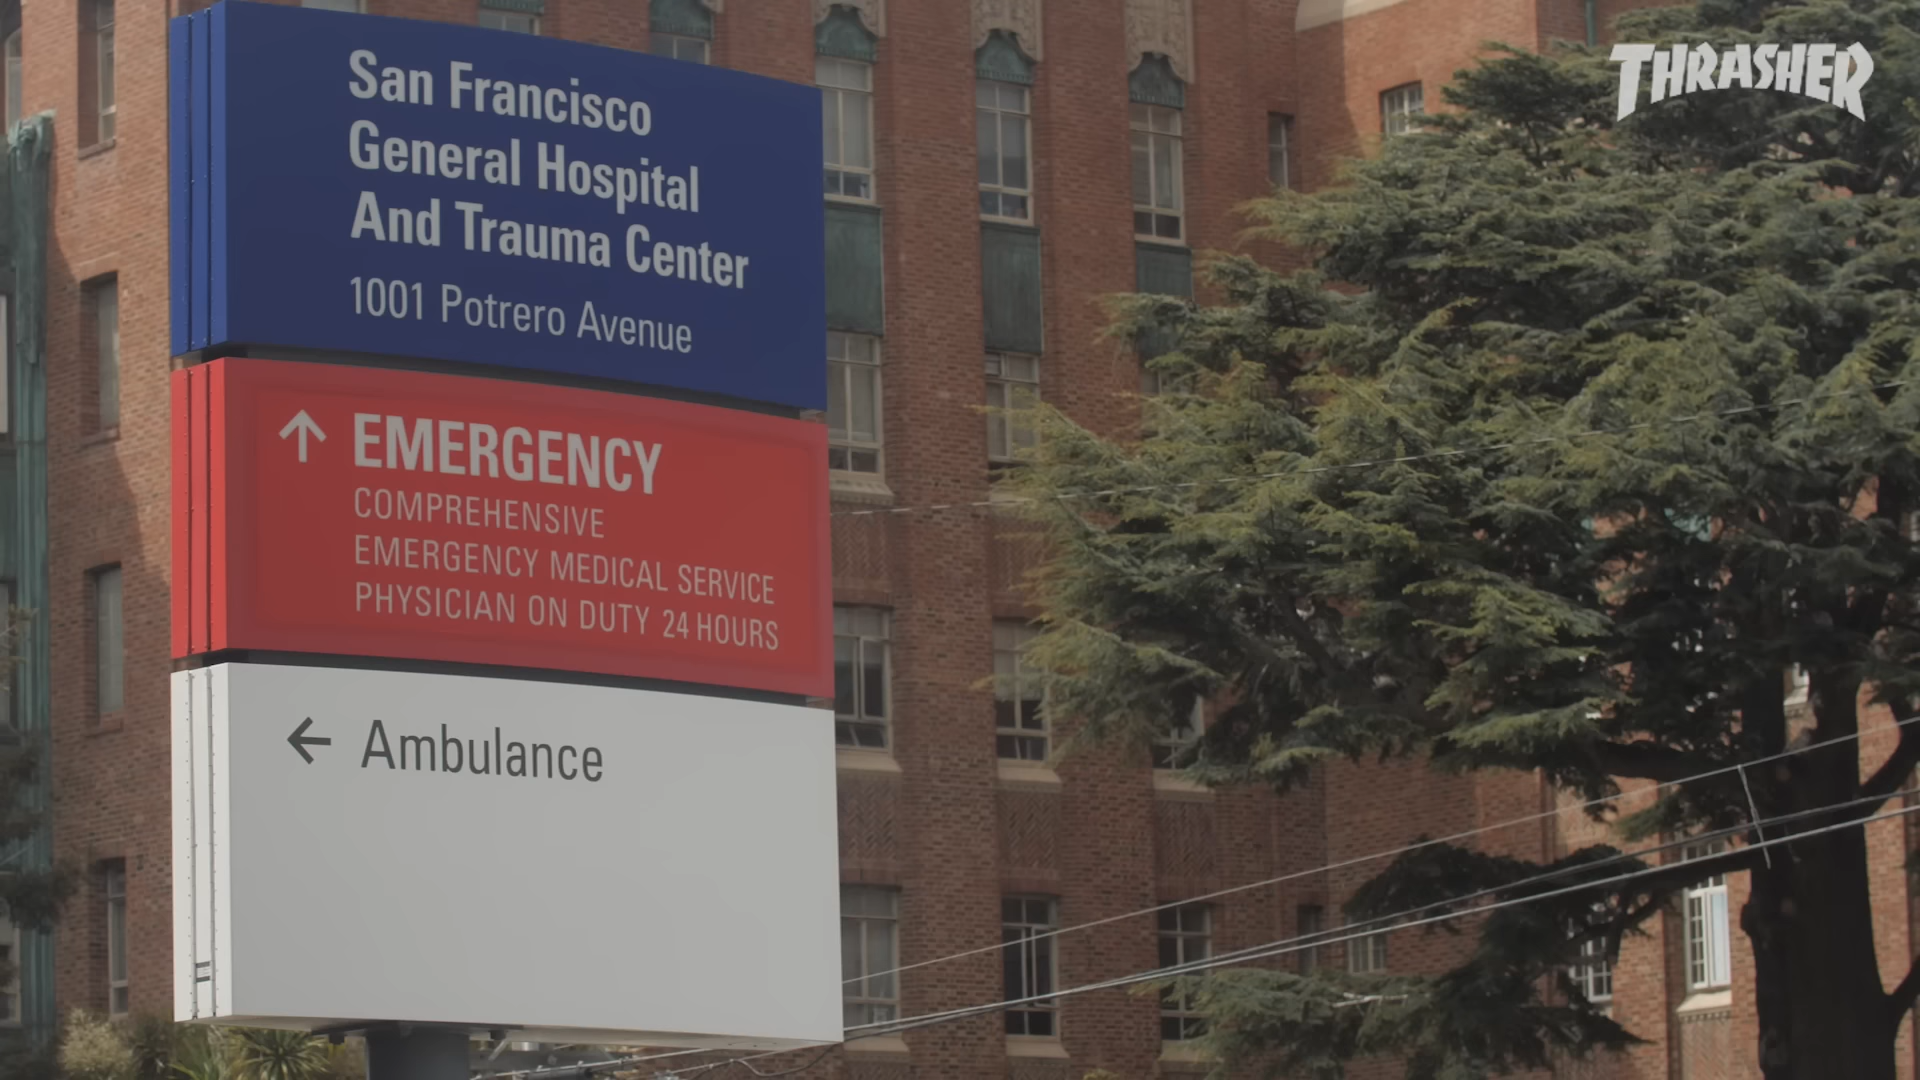 San Francisco
General Hospital
And Trauma Center
1001 Potrero Avenue
EMERGENCY
COMPREHENSIVE
EMERGENCY MEDICAL SERVICE
PHYSICIAN ON DUTY 24 HOURS
Ambulance
THRASHER